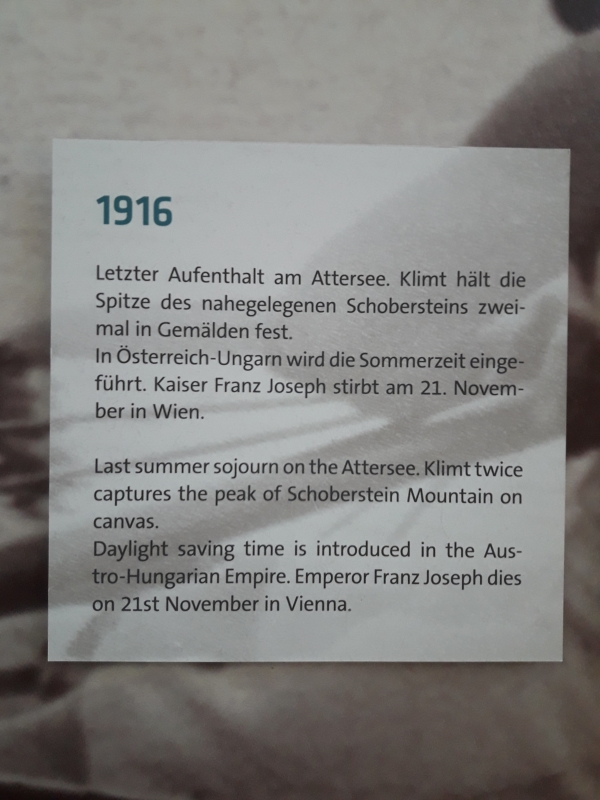 1916
Letzter Aufenthalt am Attersee. Klimt hält die
Spitze des nahegelegenen Schobersteins zwei-
mal in Gemälden fest.
In Österreich-Ungarn wird die Sommerzeit einge-
führt. Kaiser Franz Joseph stirbt am 21. Novem-
ber in Wien.
Last summer sojourn on the Attersee. Klimt twice
captures the peak of Schoberstein Mountain on
canvas.
Daylight saving time is introduced in the Aus-
tro-Hungarian Empire. Emperor Franz Joseph dies
on 21st November in Vienna.